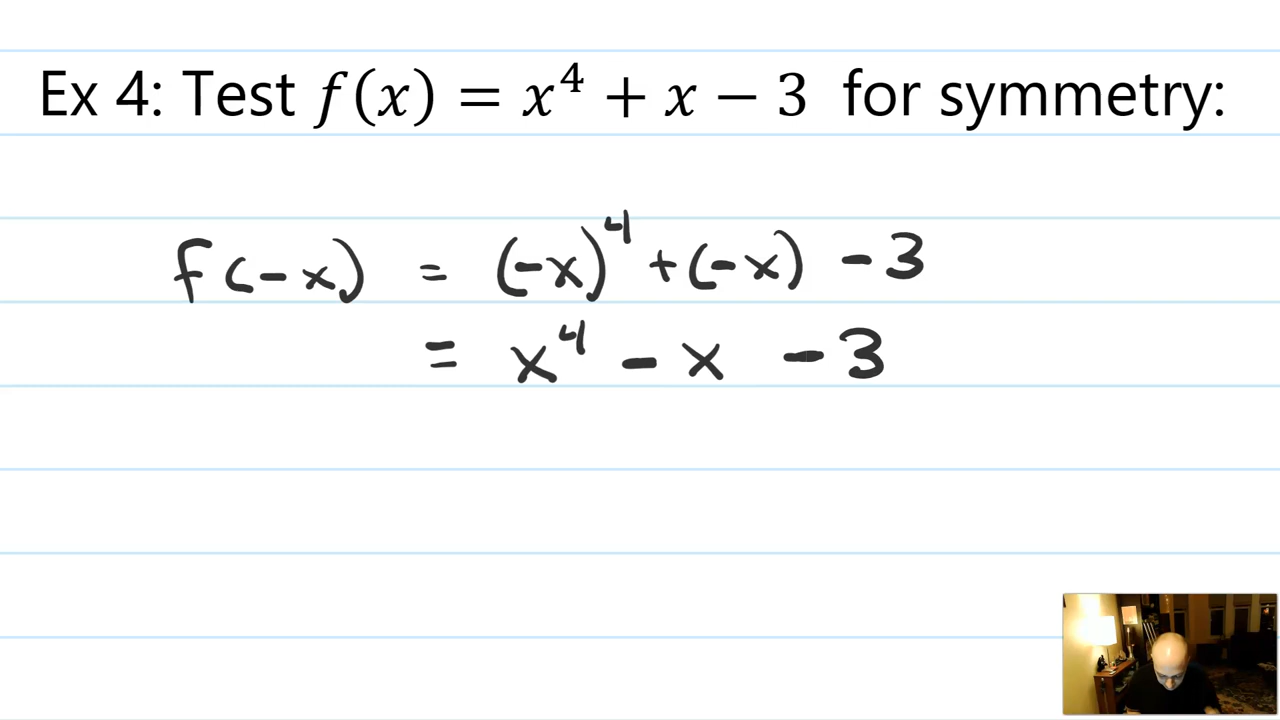 Ex 4: Test f(x) = x⁴ + x − 3 for symmetry:
f(-x) = (-x)⁴ + (-x) - 3
= x⁴ - x - 3